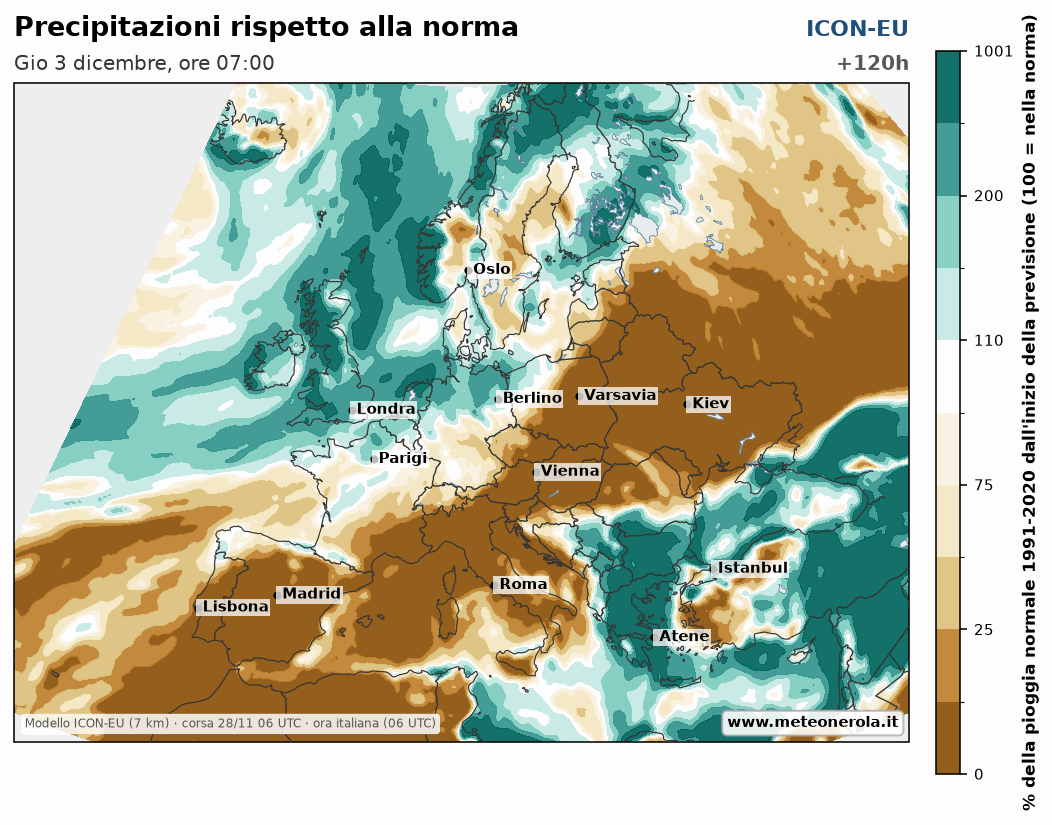 Precipitazioni rispetto alla norma
ICON-EU
Gio 3 dicembre, ore 07:00
+120h
Oslo
Londra
Berlino
Varsavia
Kiev
Parigi
Vienna
Istanbul
Roma
Madrid
Lisbona
Atene
Modello ICON-EU (7 km) · corsa 28/11 06 UTC · ora italiana (06 UTC)
www.meteonerola.it
1001
200
110
75
25
0
% della pioggia normale 1991-2020 dall'inizio della previsione (100 = nella norma)